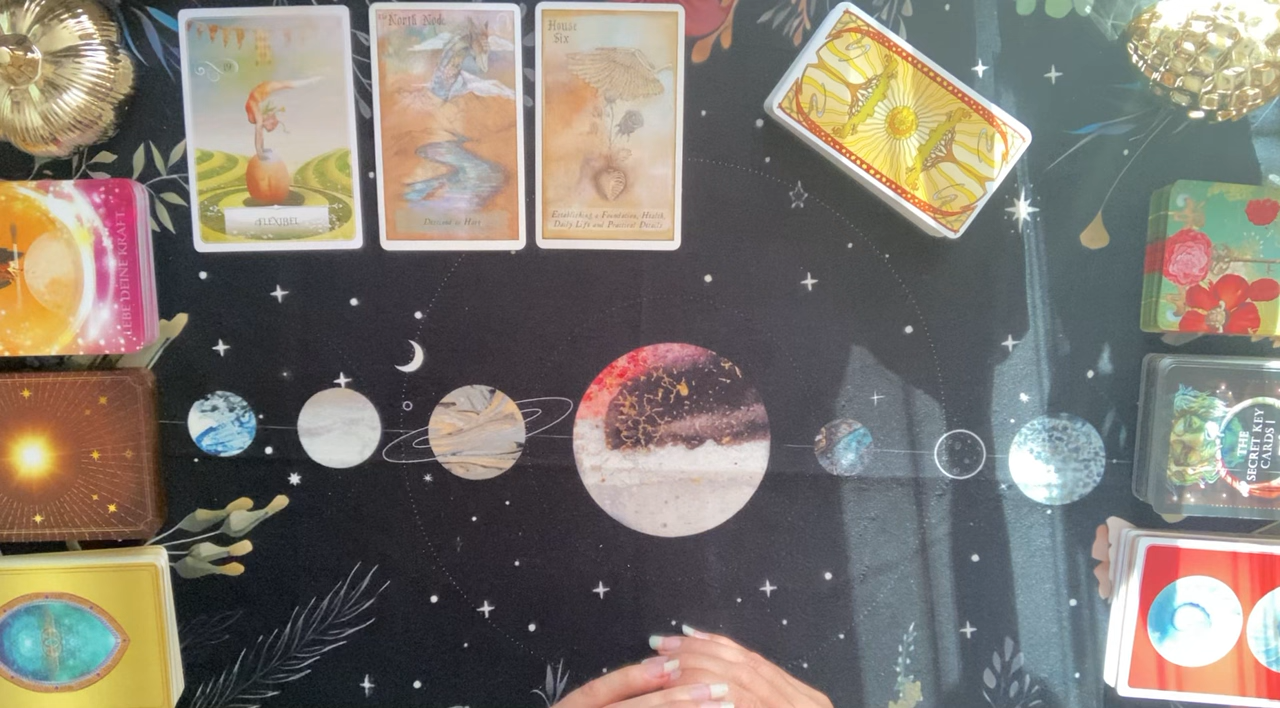 19
FLEXIBEL
North Node
House
Six
Establishing a Foundation, Health,
Daily Life and Practical Details
LEBE DEINE KRAFT
THE
SECRET KEY
CARDS I